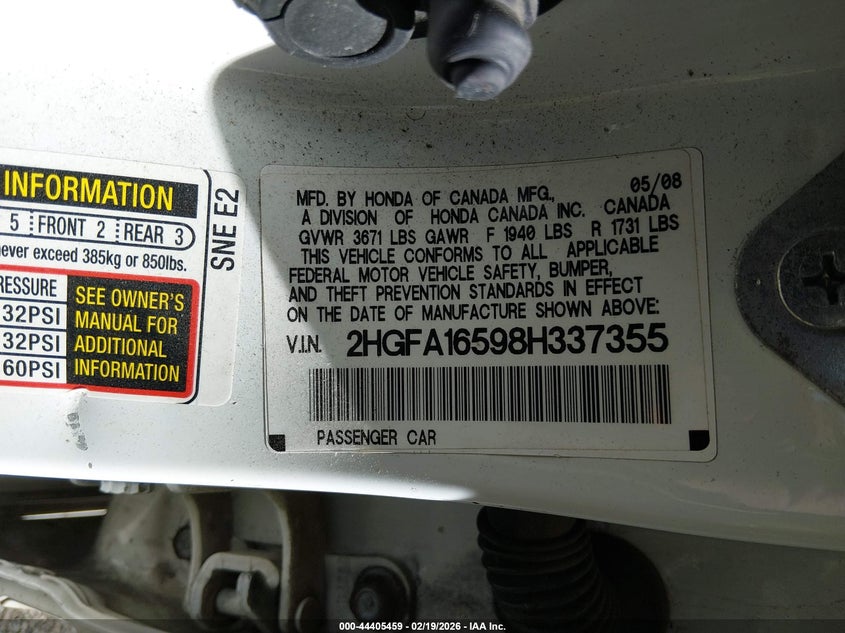 INFORMATION
5 FRONT 2 REAR 3
never exceed 385kg or 850lbs.
32PSI
32PSI
60PSI
SEE OWNER'S
MANUAL FOR
ADDITIONAL
INFORMATION
SNE E2
MFD. BY HONDA OF CANADA MFG., 05/08
A DIVISION OF HONDA CANADA INC. CANADA
GVWR 3671 LBS GAWR F 1940 LBS R 1731 LBS
THIS VEHICLE CONFORMS TO ALL APPLICABLE
FEDERAL MOTOR VEHICLE SAFETY, BUMPER,
AND THEFT PREVENTION STANDARDS IN EFFECT
ON THE DATE OF MANUFACTURE SHOWN ABOVE:
V.I.N. 2HGFA16598H337355
PASSENGER CAR
000-44405459 - 02/19/2026 - IAA Inc.